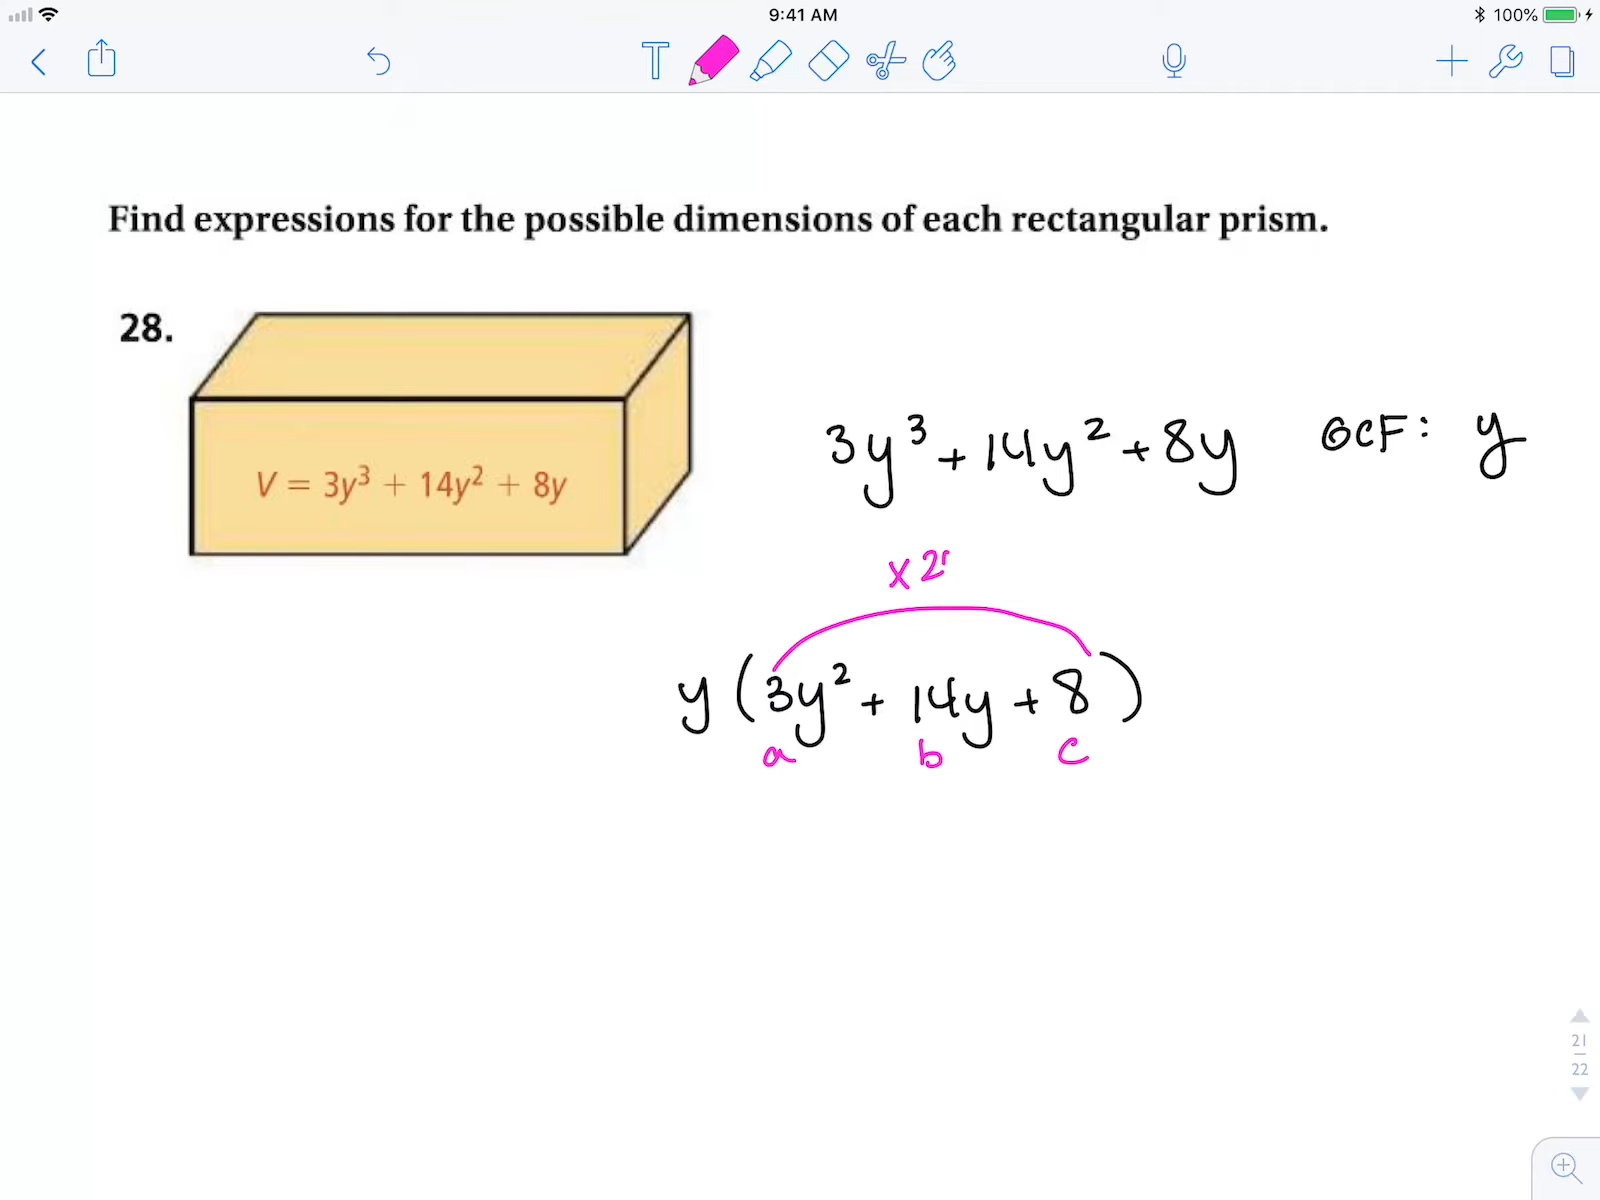 9:41 AM
100%
T
Find expressions for the possible dimensions of each rectangular prism.
28.
V = 3y³ + 14y² + 8y
3y³ + 14y² + 8y GCF: y
y (3y² + 14y + 8)
a b c
21
22